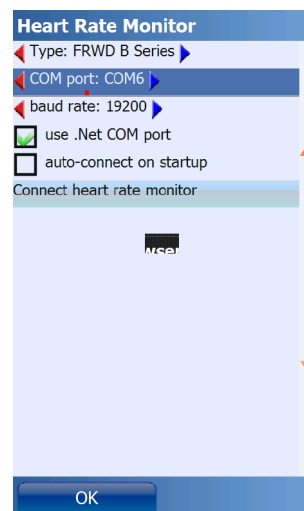 Heart Rate Monitor
Type: FRWD B Series
COM port: COM6
baud rate: 19200
use .Net COM port
auto-connect on startup
Connect heart rate monitor
OK